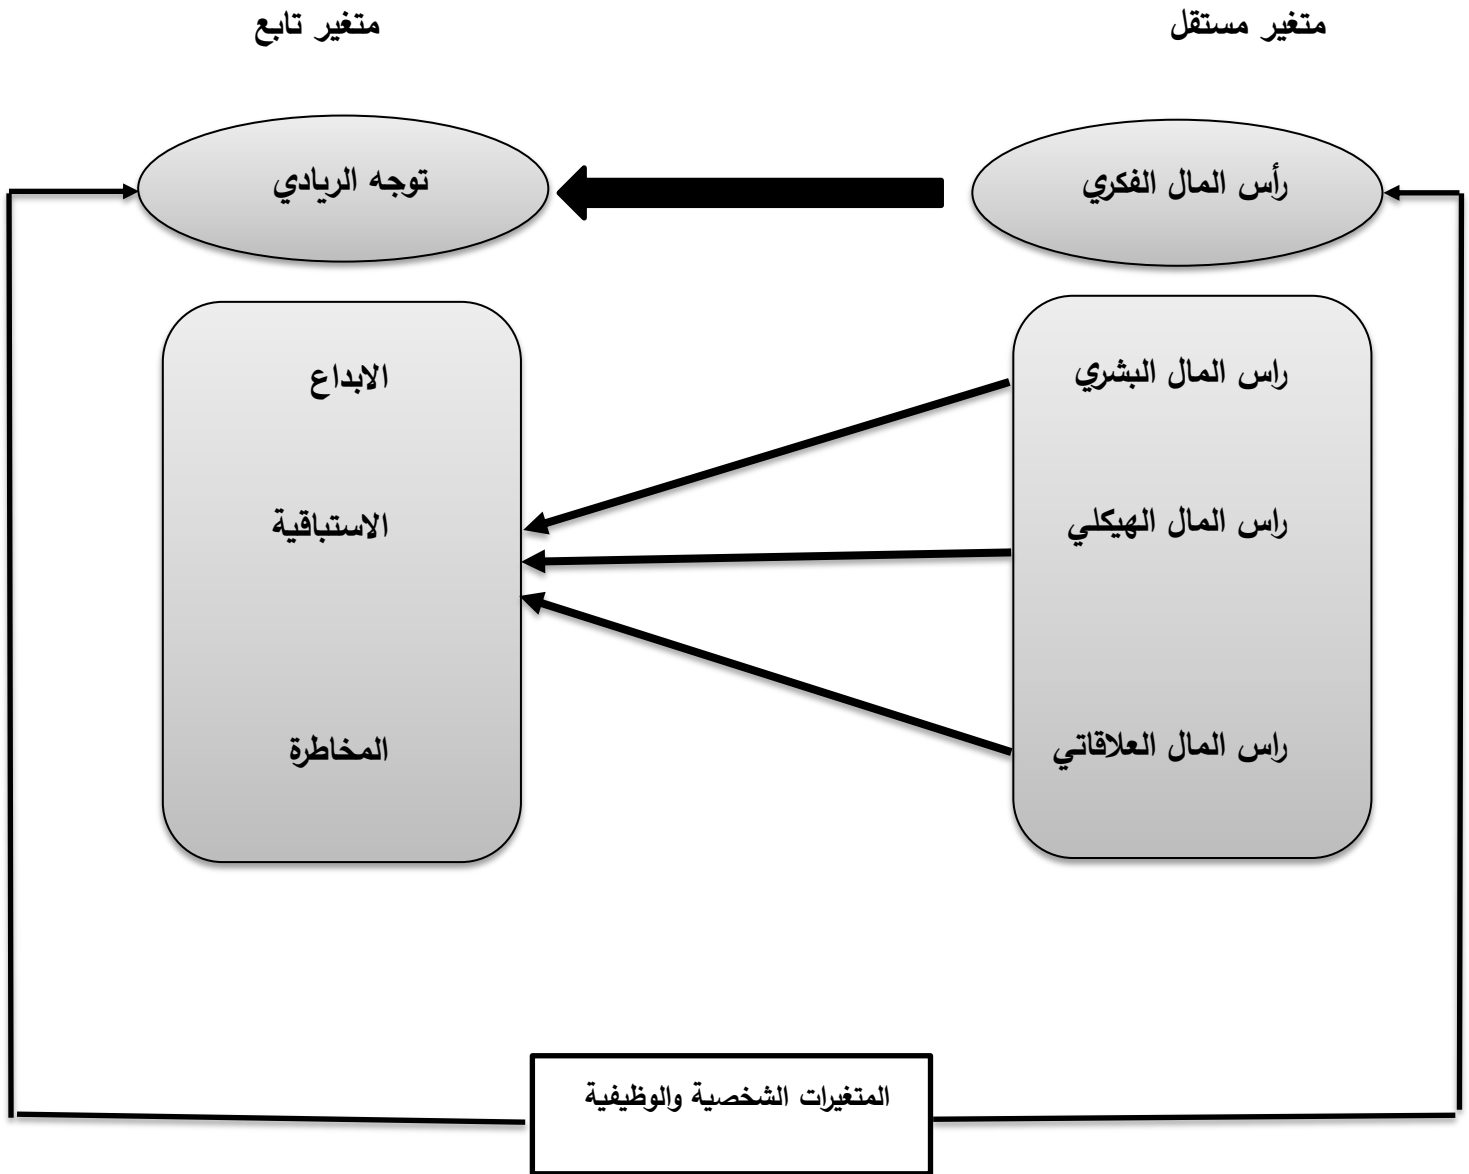 متغير مستقل
متغير تابع
رأس المال الفكري
توجه الريادي
راس المال البشري
راس المال الهيكلي
راس المال العلاقاتي
الابداع
الاستباقية
المخاطرة
المتغيرات الشخصية والوظيفية